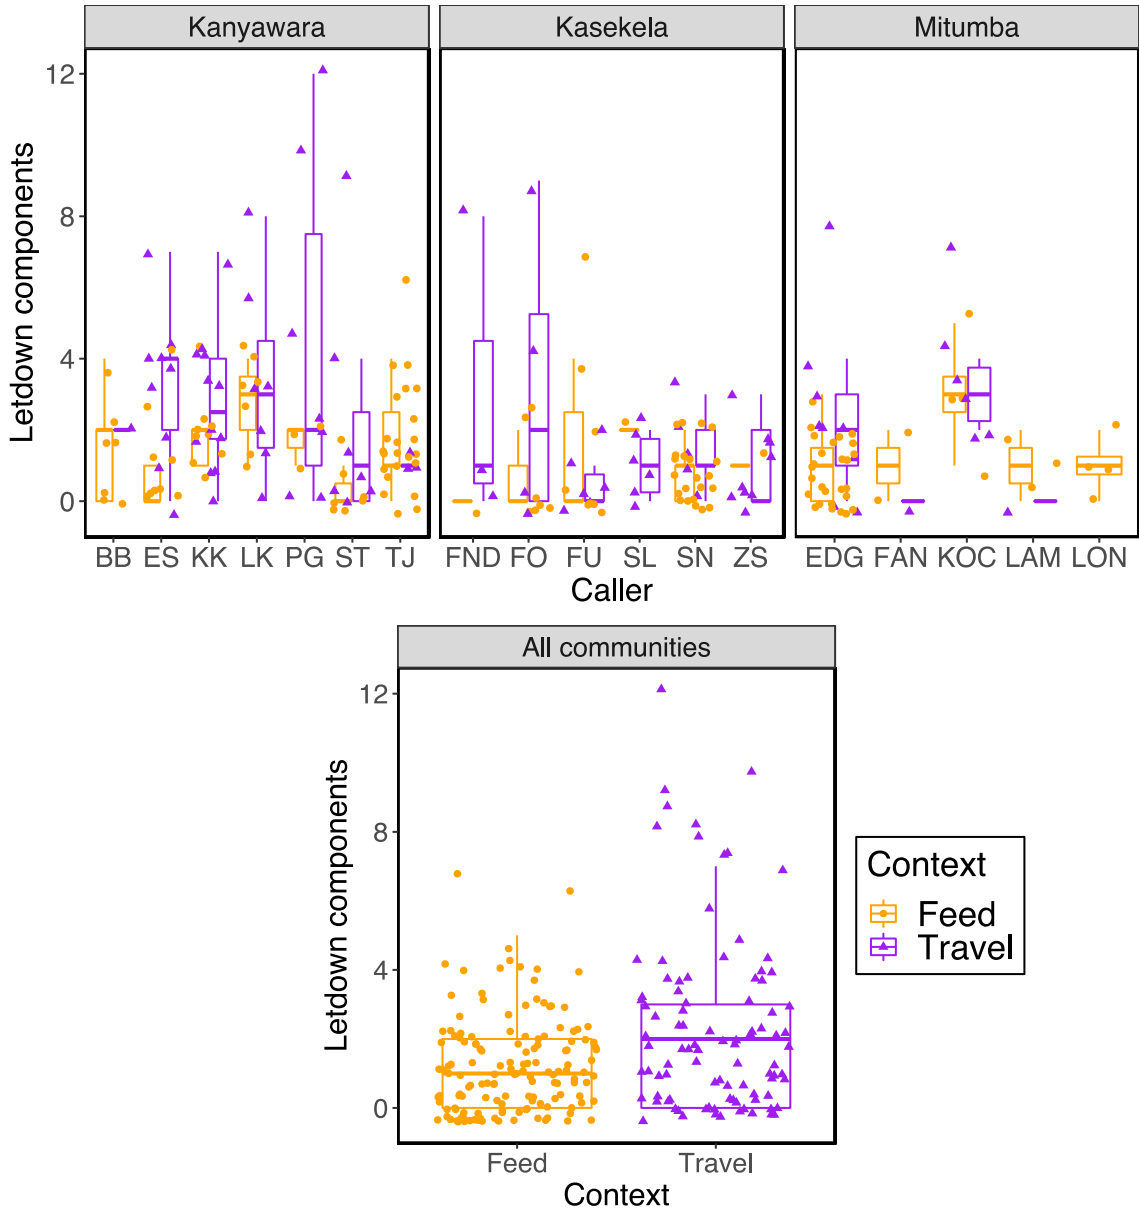 Kanyawara Kasekela Mitumba
12
8
4
0
Letdown components
BB ES KK LK PG ST TJ FND FO FU SL SN ZS EDG FAN KOC LAM LON
Caller
All communities
12
8
4
0
Letdown components
Feed Travel
Context
Context
Feed
Travel